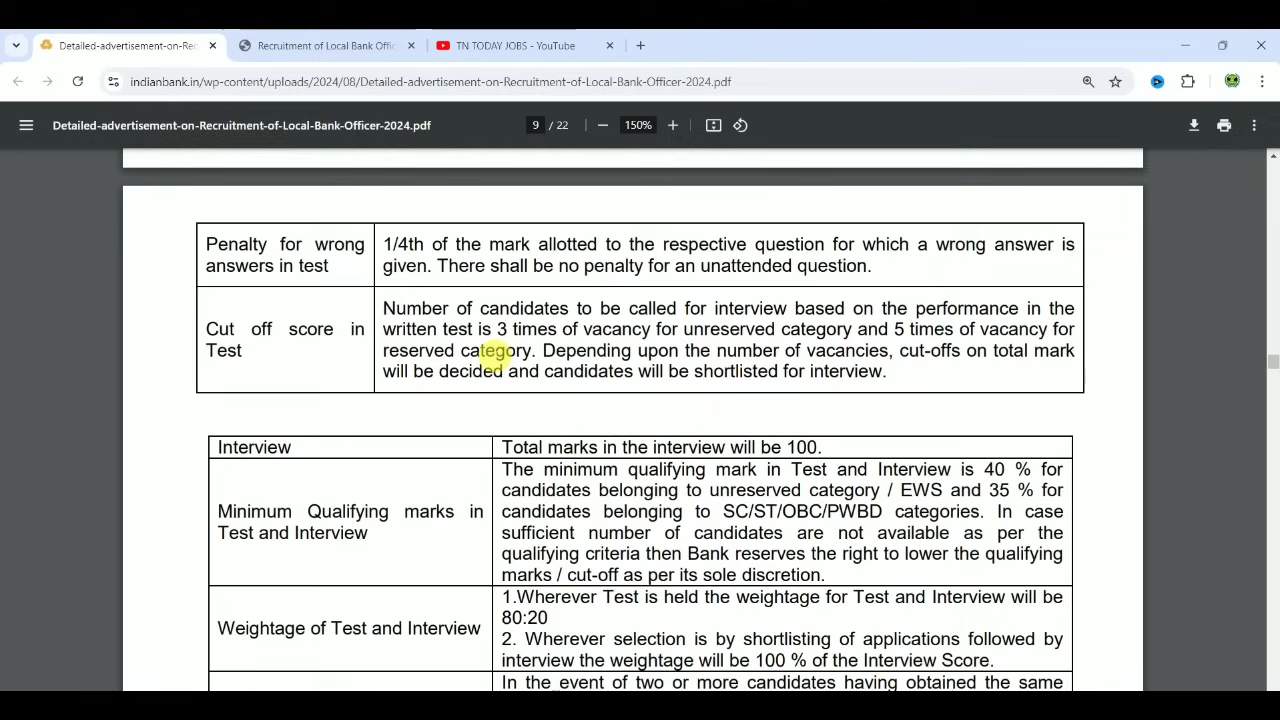 Detailed-advertisement-on-Rec
Recruitment of Local Bank Offic
TN TODAY JOBS - YouTube
indianbank.in/wp-content/uploads/2024/08/Detailed-advertisement-on-Recruitment-of-Local-Bank-Officer-2024.pdf
Detailed-advertisement-on-Recruitment-of-Local-Bank-Officer-2024.pdf
9 / 22
150%
Penalty for wrong answers in test
1/4th of the mark allotted to the respective question for which a wrong answer is
given. There shall be no penalty for an unattended question.
Cut off score in
Test
Number of candidates to be called for interview based on the performance in the
written test is 3 times of vacancy for unreserved category and 5 times of vacancy for
reserved category. Depending upon the number of vacancies, cut-offs on total mark
will be decided and candidates will be shortlisted for interview.
Interview
Total marks in the interview will be 100.
Minimum Qualifying marks in
Test and Interview
The minimum qualifying mark in Test and Interview is 40 % for
candidates belonging to unreserved category / EWS and 35 % for
candidates belonging to SC/ST/OBC/PWBD categories. In case
sufficient number of candidates are not available as per the
qualifying criteria then Bank reserves the right to lower the qualifying
marks / cut-off as per its sole discretion.
Weightage of Test and Interview
1.Wherever Test is held the weightage for Test and Interview will be
80:20
2. Wherever selection is by shortlisting of applications followed by
interview the weightage will be 100 % of the Interview Score.
In the event of two or more candidates having obtained the same